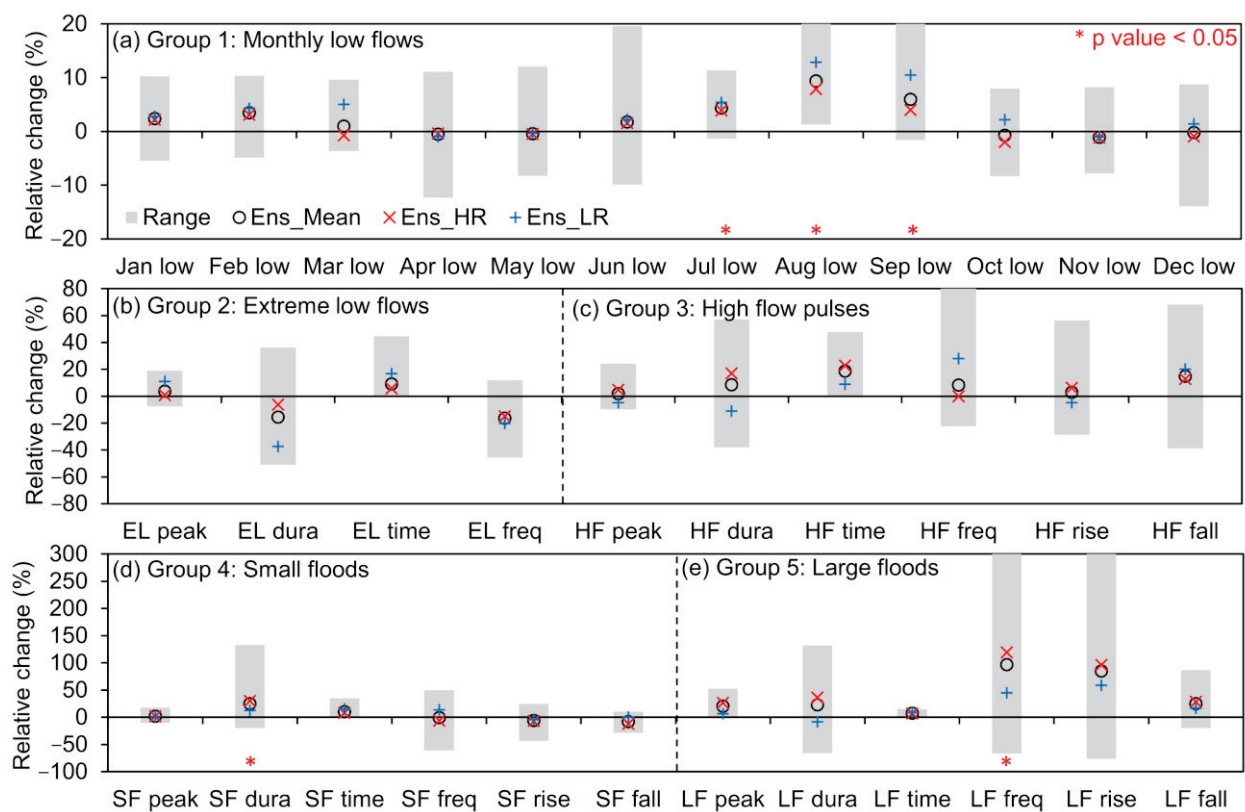 Relative change (%)
20
10
0
−10
−20
(a) Group 1: Monthly low flows
* p value < 0.05
Range Ens_Mean Ens_HR Ens_LR
* * *
Jan low Feb low Mar low Apr low May low Jun low Jul low Aug low Sep low Oct low Nov low Dec low
Relative change (%)
80
60
40
20
0
−20
−40
−60
−80
(b) Group 2: Extreme low flows
(c) Group 3: High flow pulses
EL peak EL dura EL time EL freq HF peak HF dura HF time HF freq HF rise HF fall
Relative change (%)
300
250
200
150
100
50
0
−50
−100
(d) Group 4: Small floods
(e) Group 5: Large floods
* *
SF peak SF dura SF time SF freq SF rise SF fall LF peak LF dura LF time LF freq LF rise LF fall